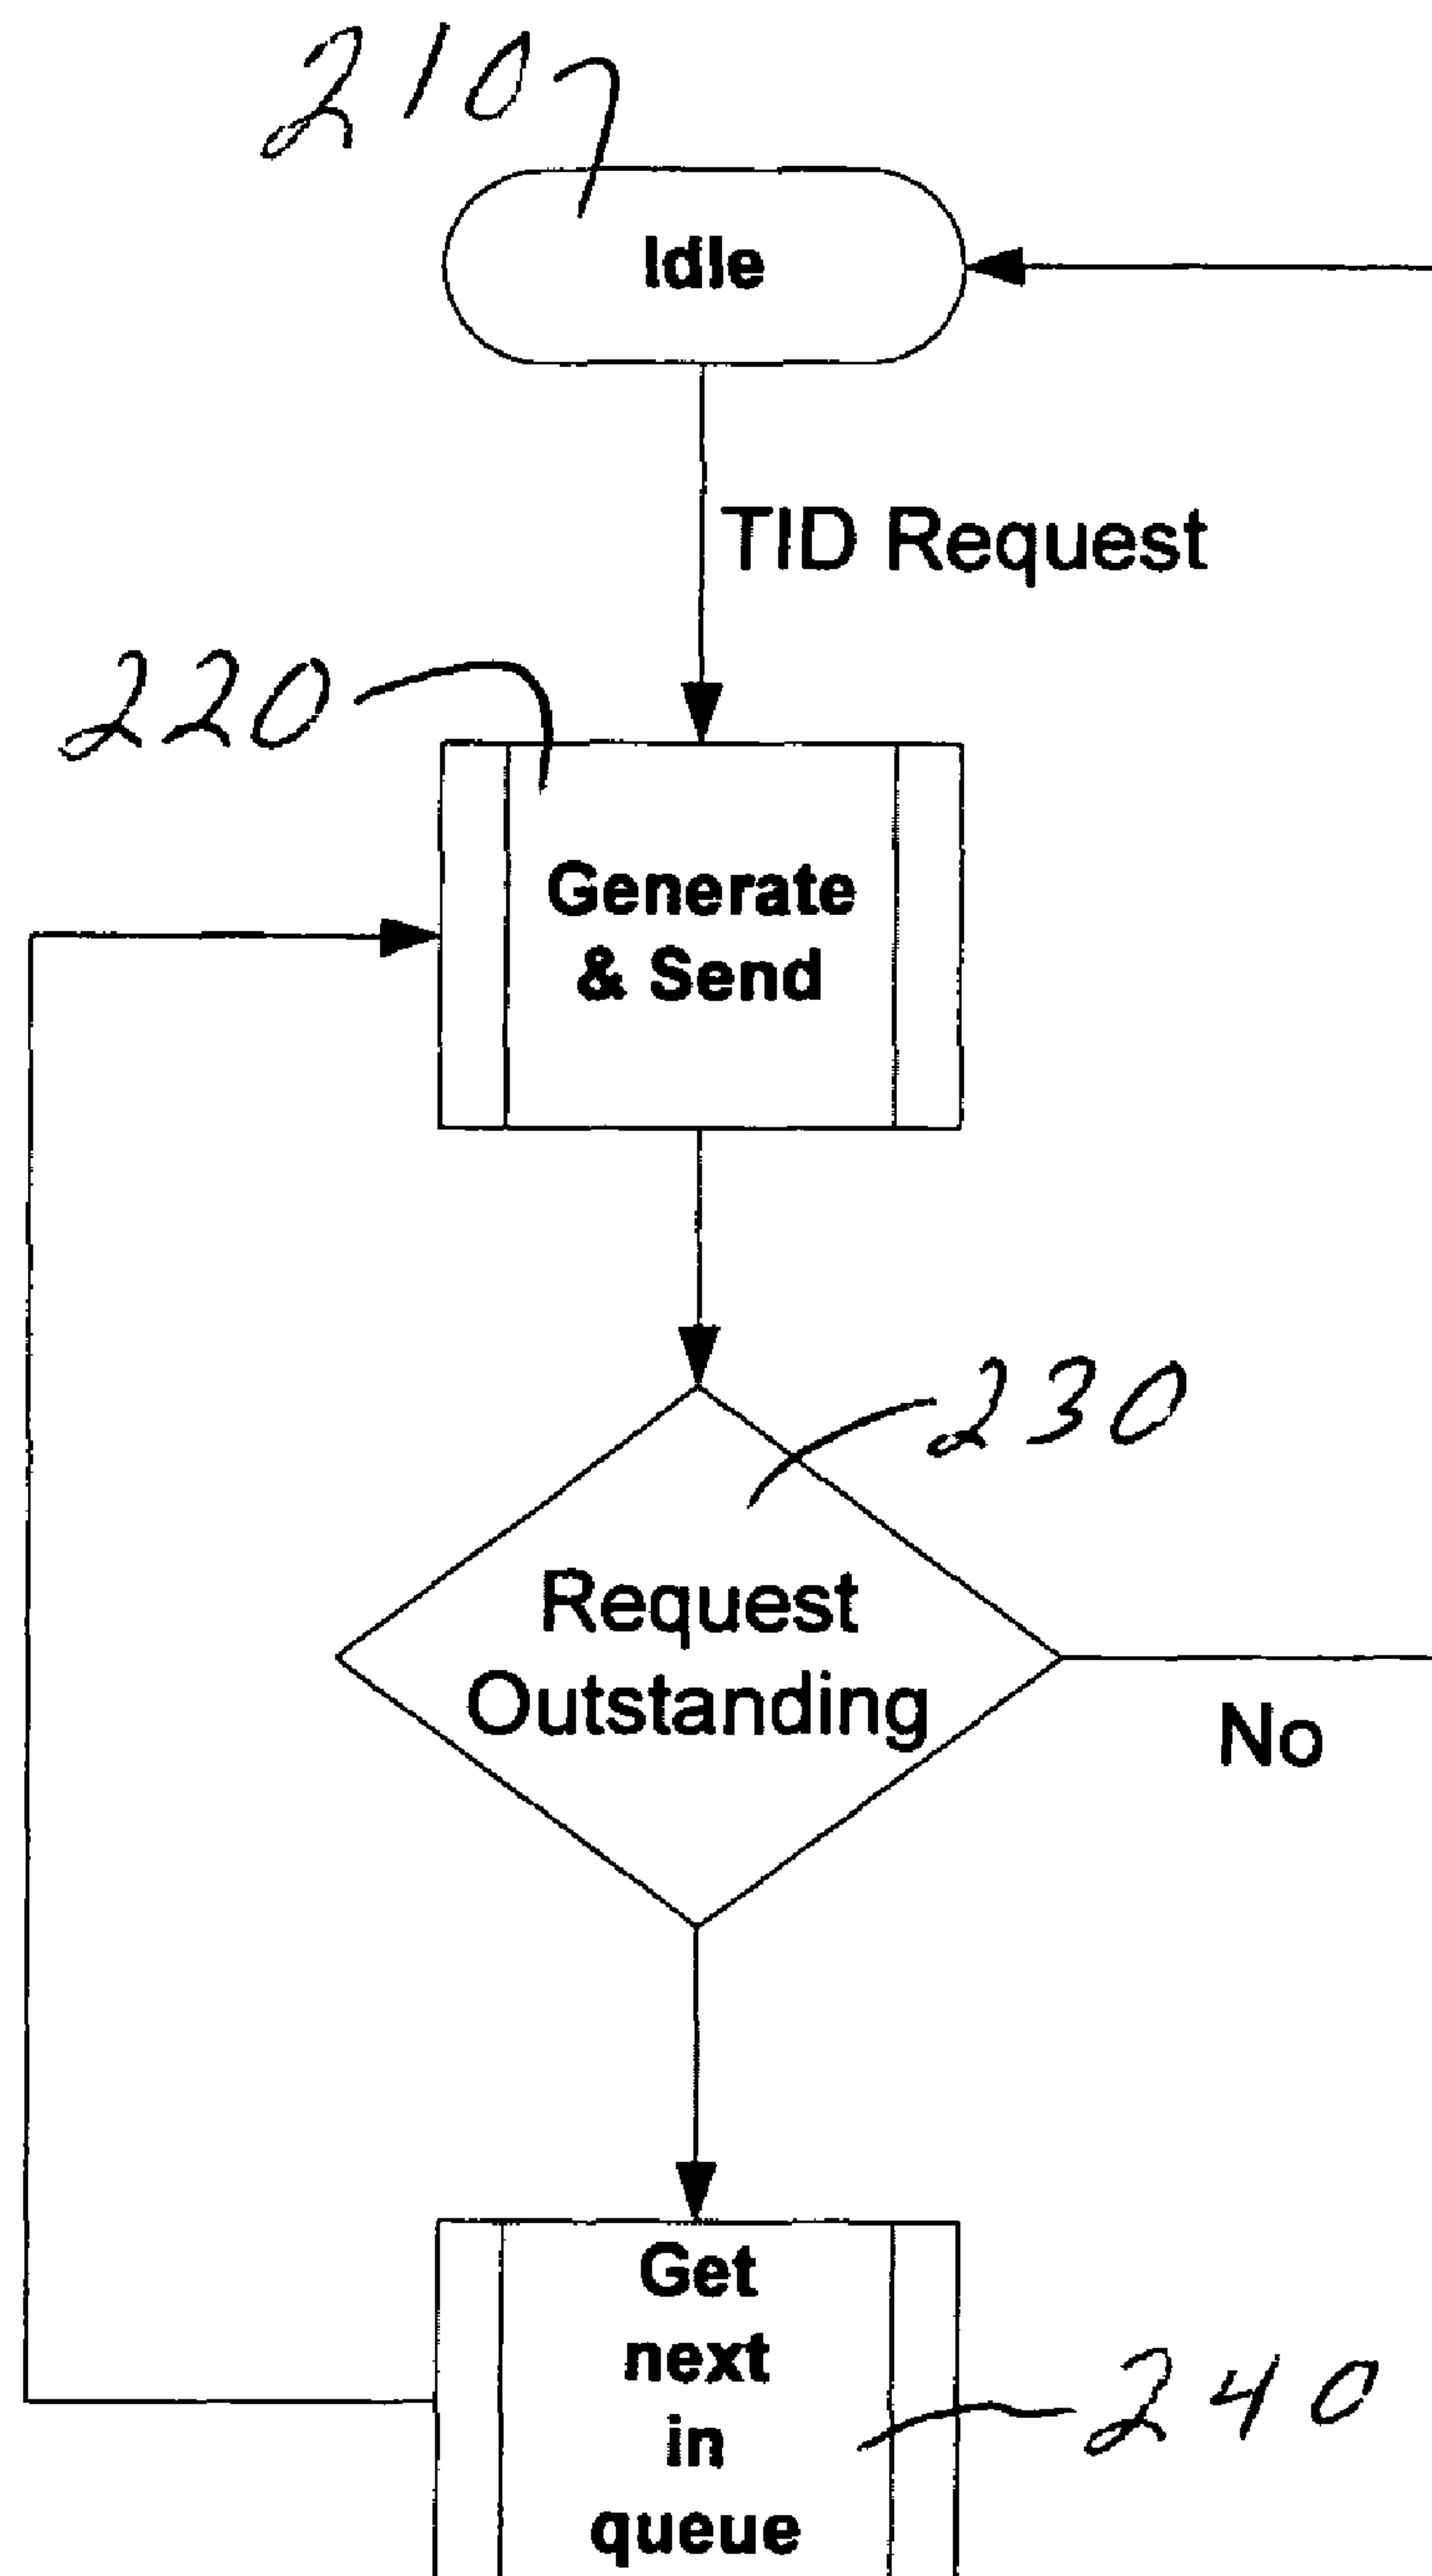 210
Idle
TID Request
220
Generate
& Send
230
Request
Outstanding
No
Get
next
in
queue
240